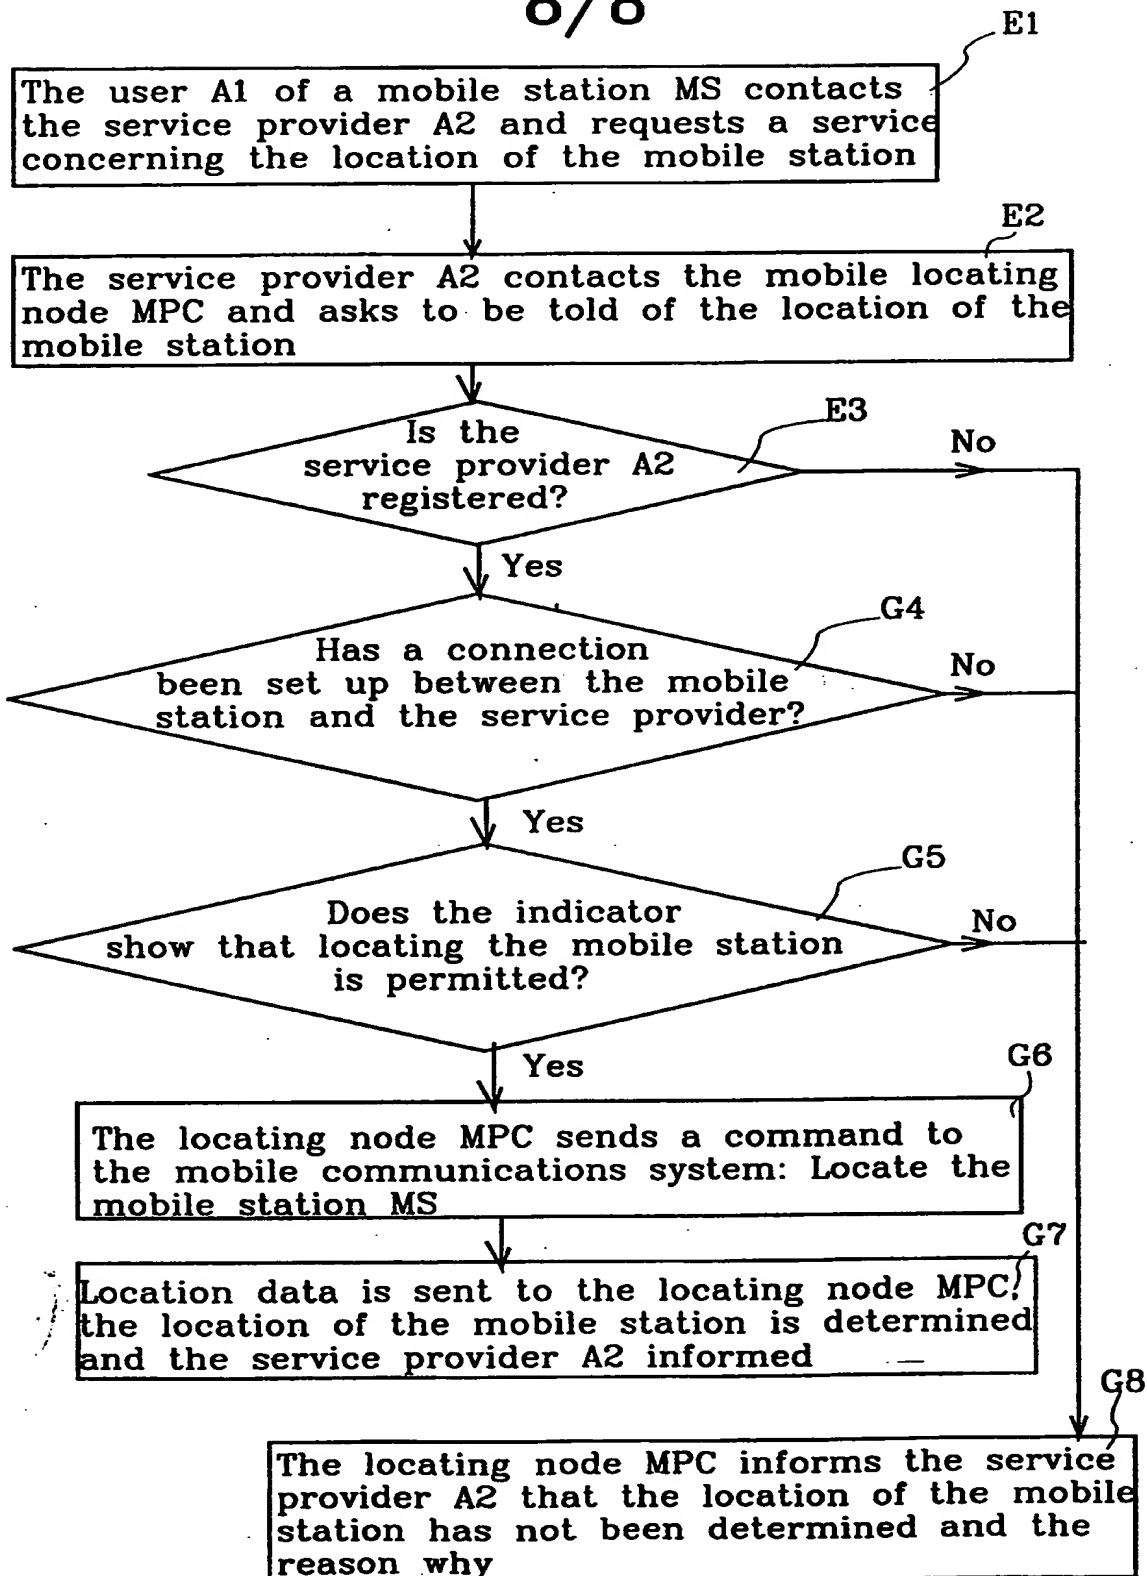 8/8
E1
The user A1 of a mobile station MS contacts
the service provider A2 and requests a service
concerning the location of the mobile station
E2
The service provider A2 contacts the mobile locating
node MPC and asks to be told of the location of the
mobile station
E3
Is the
service provider A2
registered?
No
Yes
G4
Has a connection
been set up between the mobile
station and the service provider?
No
Yes
G5
Does the indicator
show that locating the mobile station
is permitted?
No
Yes
G6
The locating node MPC sends a command to
the mobile communications system: Locate the
mobile station MS
G7
Location data is sent to the locating node MPC,
the location of the mobile station is determined
and the service provider A2 informed
G8
The locating node MPC informs the service
provider A2 that the location of the mobile
station has not been determined and the
reason why